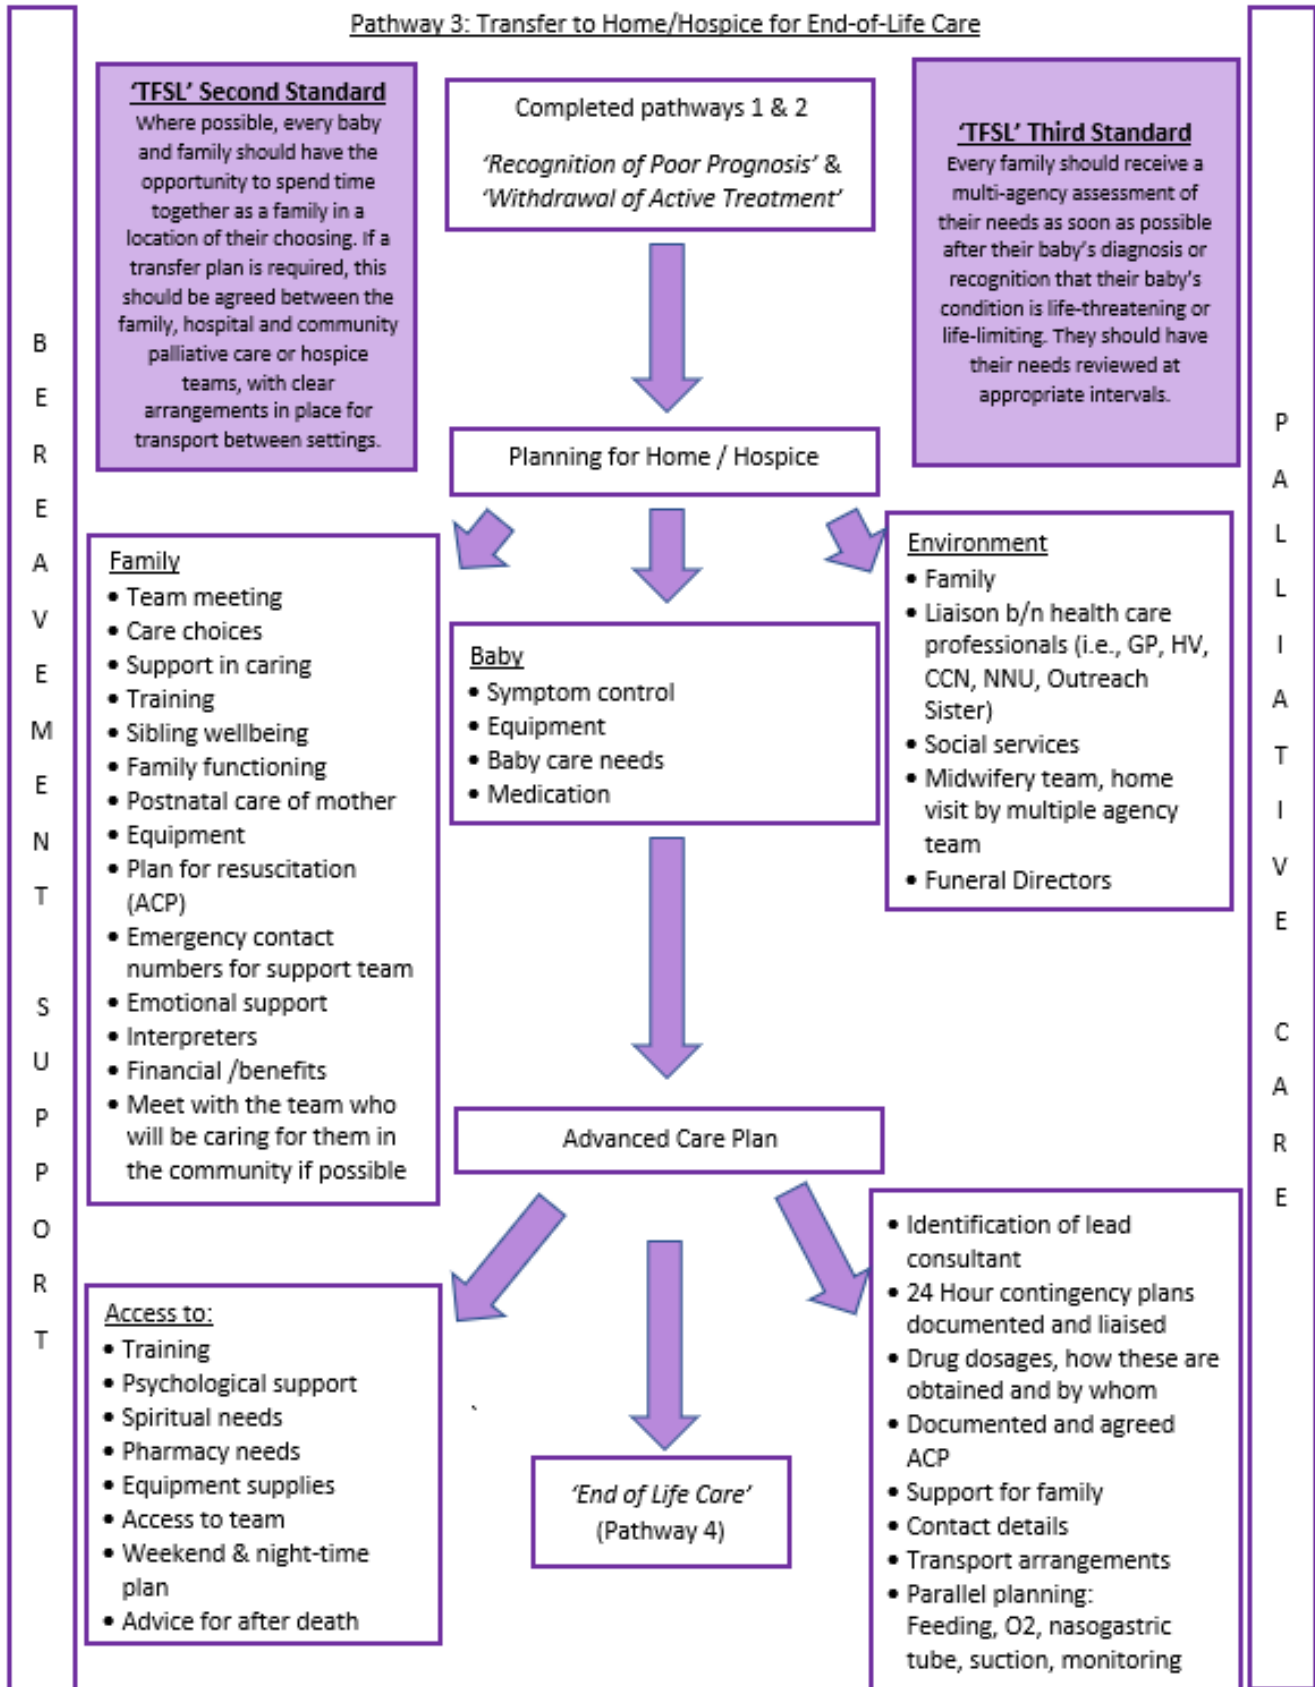 Pathway 3: Transfer to Home/Hospice for End-of-Life Care
‘TFSL’ Second Standard
Where possible, every baby
and family should have the
opportunity to spend time
together as a family in a
location of their choosing. If a
transfer plan is required, this
should be agreed between the
family, hospital and community
palliative care or hospice
teams, with clear
arrangements in place for
transport between settings.
Completed pathways 1 & 2
‘Recognition of Poor Prognosis’ &
‘Withdrawal of Active Treatment’
‘TFSL’ Third Standard
Every family should receive a
multi-agency assessment of
their needs as soon as possible
after their baby’s diagnosis or
recognition that their baby’s
condition is life-threatening or
life-limiting. They should have
their needs reviewed at
appropriate intervals.
BEREAVEMENT SUPPORT
PALLIATIVE CARE
Planning for Home / Hospice
Family
• Team meeting
• Care choices
• Support in caring
• Training
• Sibling wellbeing
• Family functioning
• Postnatal care of mother
• Equipment
• Plan for resuscitation
(ACP)
• Emergency contact
numbers for support team
• Emotional support
• Interpreters
• Financial /benefits
• Meet with the team who
will be caring for them in
the community if possible
Baby
• Symptom control
• Equipment
• Baby care needs
• Medication
Environment
• Family
• Liaison b/n health care
professionals (i.e., GP, HV,
CCN, NNU, Outreach
Sister)
• Social services
• Midwifery team, home
visit by multiple agency
team
• Funeral Directors
Advanced Care Plan
Access to:
• Training
• Psychological support
• Spiritual needs
• Pharmacy needs
• Equipment supplies
• Access to team
• Weekend & night-time
plan
• Advice for after death
‘End of Life Care’
(Pathway 4)
• Identification of lead
consultant
• 24 Hour contingency plans
documented and liaised
• Drug dosages, how these are
obtained and by whom
• Documented and agreed
ACP
• Support for family
• Contact details
• Transport arrangements
• Parallel planning:
Feeding, O2, nasogastric
tube, suction, monitoring